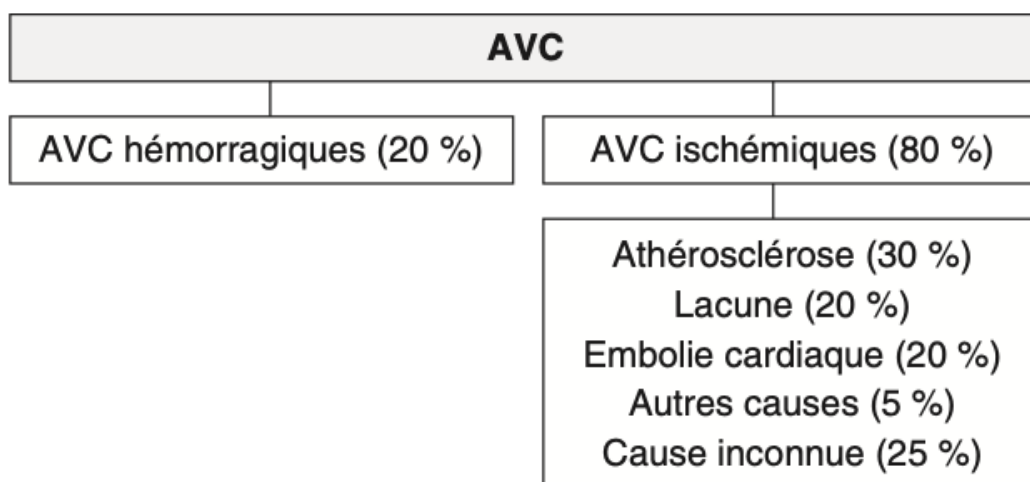 AVC
AVC hémorragiques (20 %)
AVC ischémiques (80 %)
Athérosclérose (30 %)
Lacune (20 %)
Embolie cardiaque (20 %)
Autres causes (5 %)
Cause inconnue (25 %)